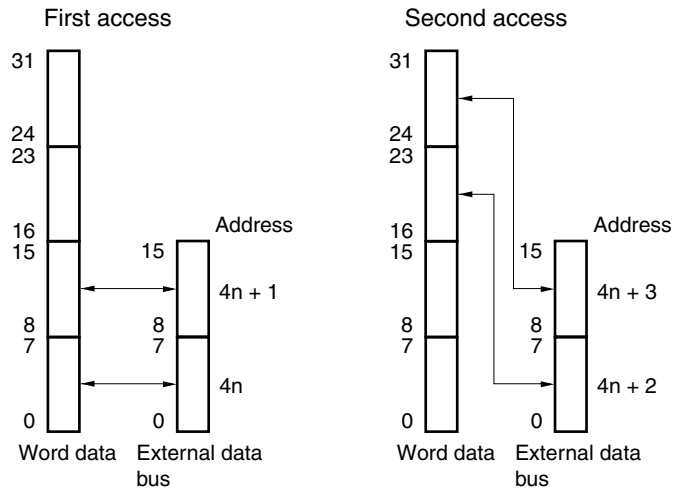 First access
31
24
23
16
15
8
7
0
Address
15
4n + 1
8
7
4n
0
Word data
External data
bus
Second access
31
24
23
16
15
8
7
0
Address
15
4n + 3
8
7
4n + 2
0
Word data
External data
bus